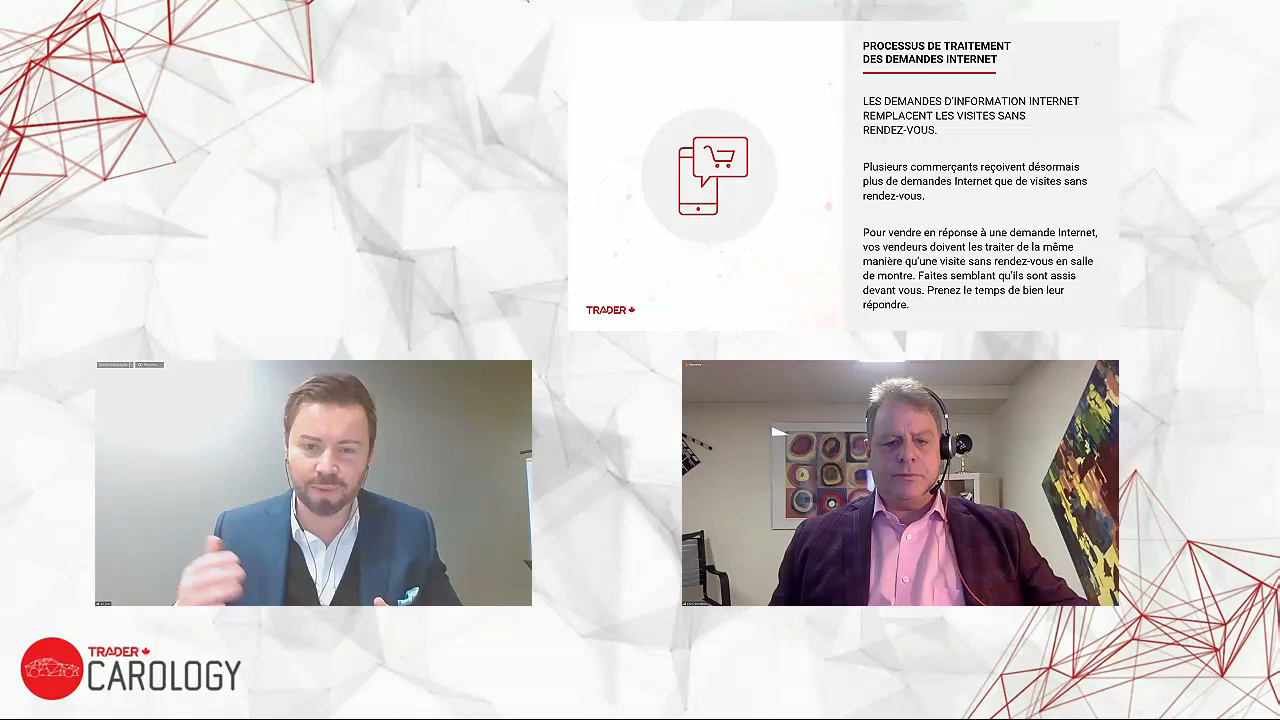 PROCESSUS DE TRAITEMENT
DES DEMANDES INTERNET
LES DEMANDES D'INFORMATION INTERNET
REMPLACENT LES VISITES SANS
RENDEZ-VOUS.
Plusieurs commerçants reçoivent désormais
plus de demandes Internet que de visites sans
rendez-vous.
Pour vendre en réponse à une demande Internet,
vos vendeurs doivent les traiter de la même
manière qu'une visite sans rendez-vous en salle
de montre. Faites semblant qu'ils sont assis
devant vous. Prenez le temps de bien leur
répondre.
TRADER
TRADER
CAROLOGY